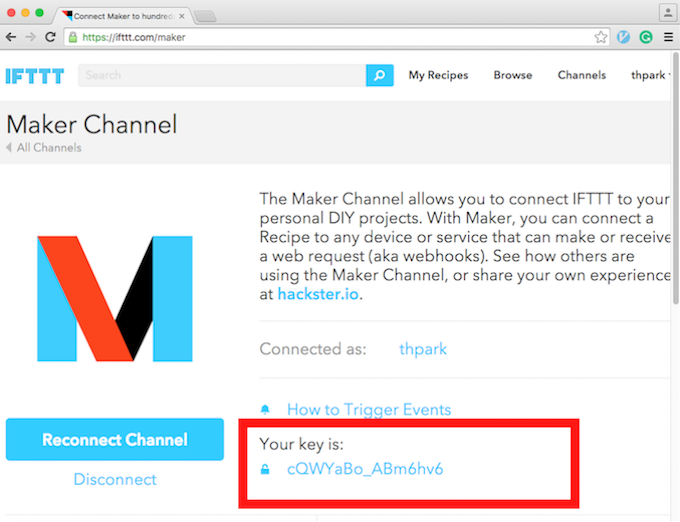 Connect Maker to hundred
https://ifttt.com/maker
IFTTT
Search
My Recipes
Browse
Channels
thpark
Maker Channel
All Channels
The Maker Channel allows you to connect IFTTT to your
personal DIY projects. With Maker, you can connect a
Recipe to any device or service that can make or receive
a web request (aka webhooks). See how others are
using the Maker Channel, or share your own experience
at hackster.io.
Connected as: thpark
How to Trigger Events
Reconnect Channel
Disconnect
Your key is:
cQWYaBo_ABm6hv6